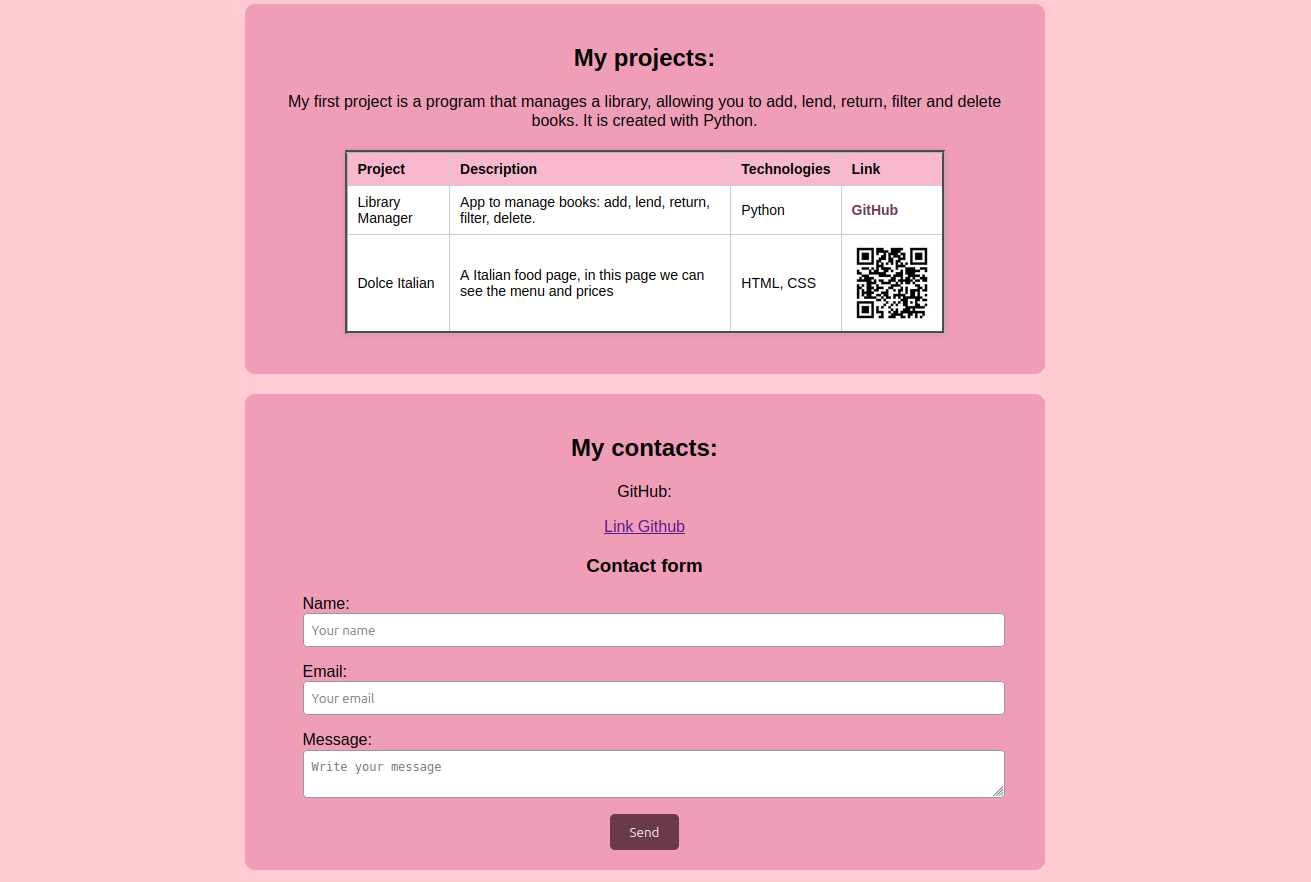 My projects:
My first project is a program that manages a library, allowing you to add, lend, return, filter and delete
books. It is created with Python.
Project Description Technologies Link
Library
Manager
App to manage books: add, lend, return,
filter, delete.
Python
GitHub
Dolce Italian
A Italian food page, in this page we can
see the menu and prices
HTML, CSS
My contacts:
GitHub:
Link Github
Contact form
Name:
Your name
Email:
Your email
Message:
Write your message
Send